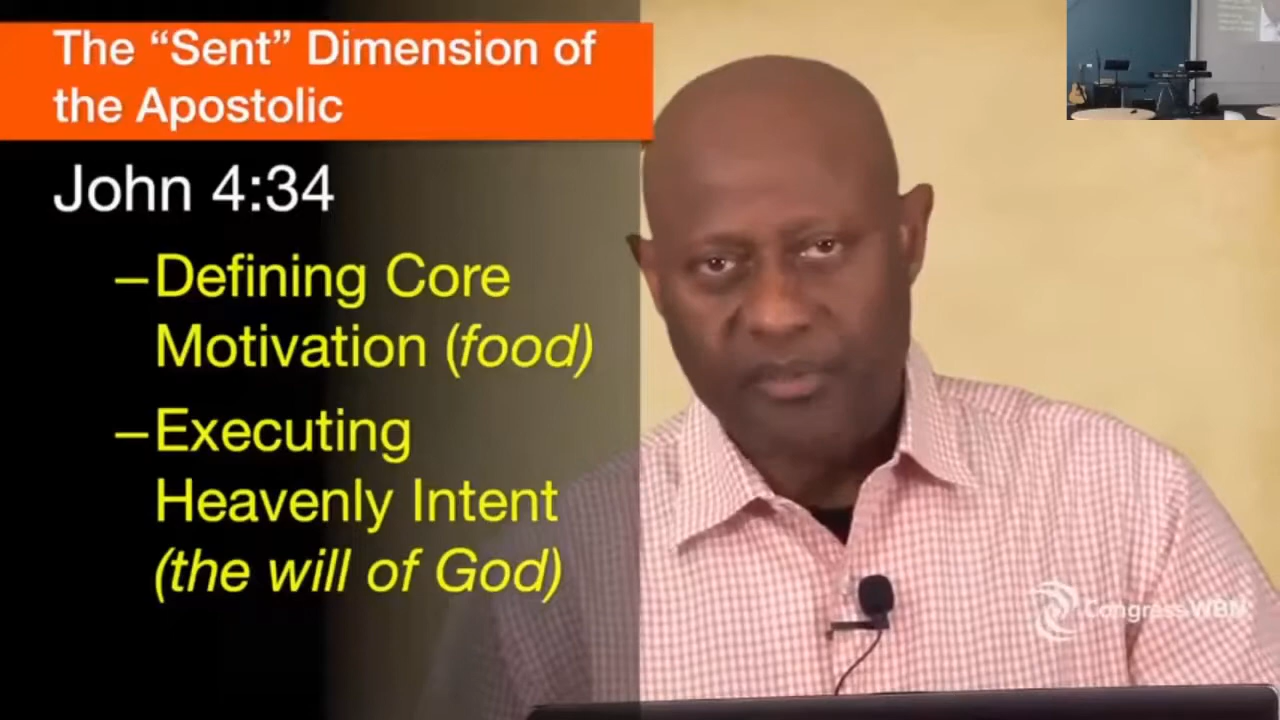 The “Sent” Dimension of
the Apostolic
John 4:34
–Defining Core
Motivation (food)
–Executing
Heavenly Intent
(the will of God)
CongressWBN